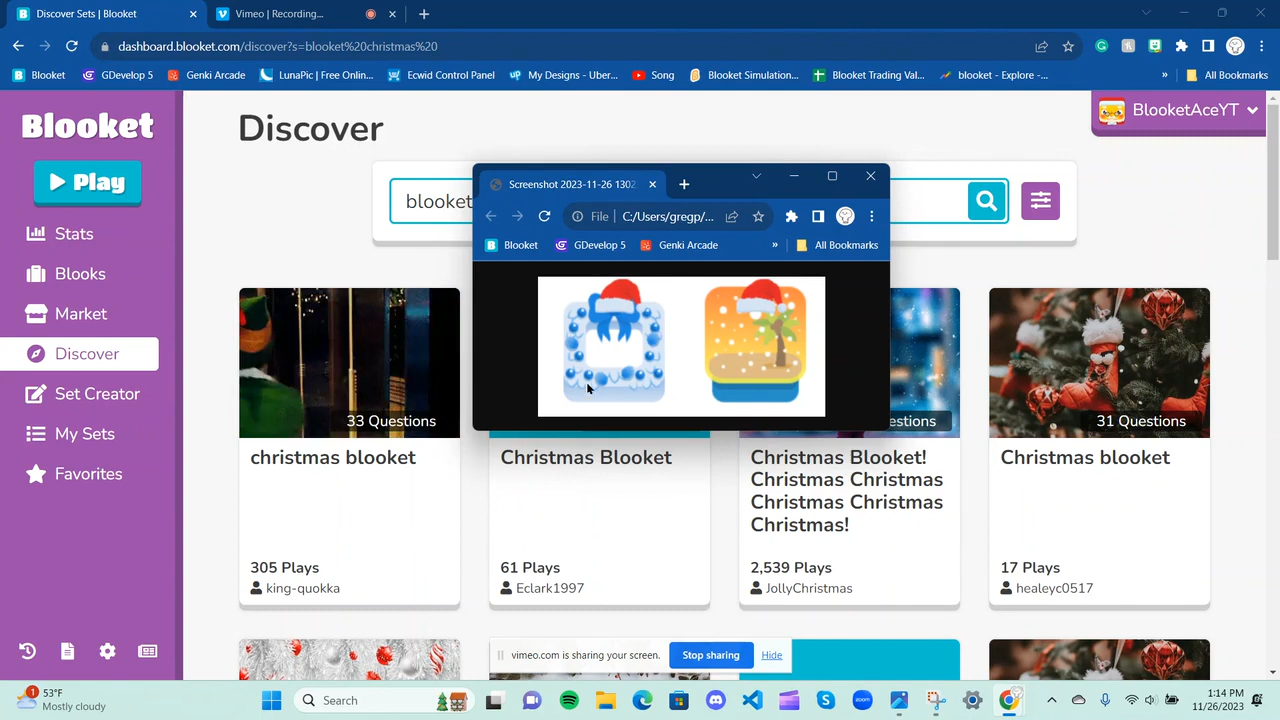 Discover Sets | Blooket
Vimeo | Recording...
dashboard.blooket.com/discover?s=blooket%20christmas%20
Blooket
GDevelop 5
Genki Arcade
LunaPic | Free Onlin...
Ecwid Control Panel
My Designs - Uber...
Song
Blooket Simulation...
Blooket Trading Val...
blooket - Explore -...
»
All Bookmarks
Blooket
Play
Stats
Blooks
Market
Discover
Set Creator
My Sets
Favorites
Discover
BlooketAceYT
blooket
Screenshot 2023-11-26 1302
File
C:/Users/gregp/...
Blooket
GDevelop 5
Genki Arcade
»
All Bookmarks
33 Questions
estions
31 Questions
christmas blooket
305 Plays
king-quokka
Christmas Blooket
61 Plays
Eclark1997
Christmas Blooket!
Christmas Christmas
Christmas Christmas
Christmas!
2,539 Plays
JollyChristmas
Christmas blooket
17 Plays
healeyc0517
vimeo.com is sharing your screen.
Stop sharing
Hide
1
53°F
Mostly cloudy
Search
zoom
1:14 PM
11/26/2023